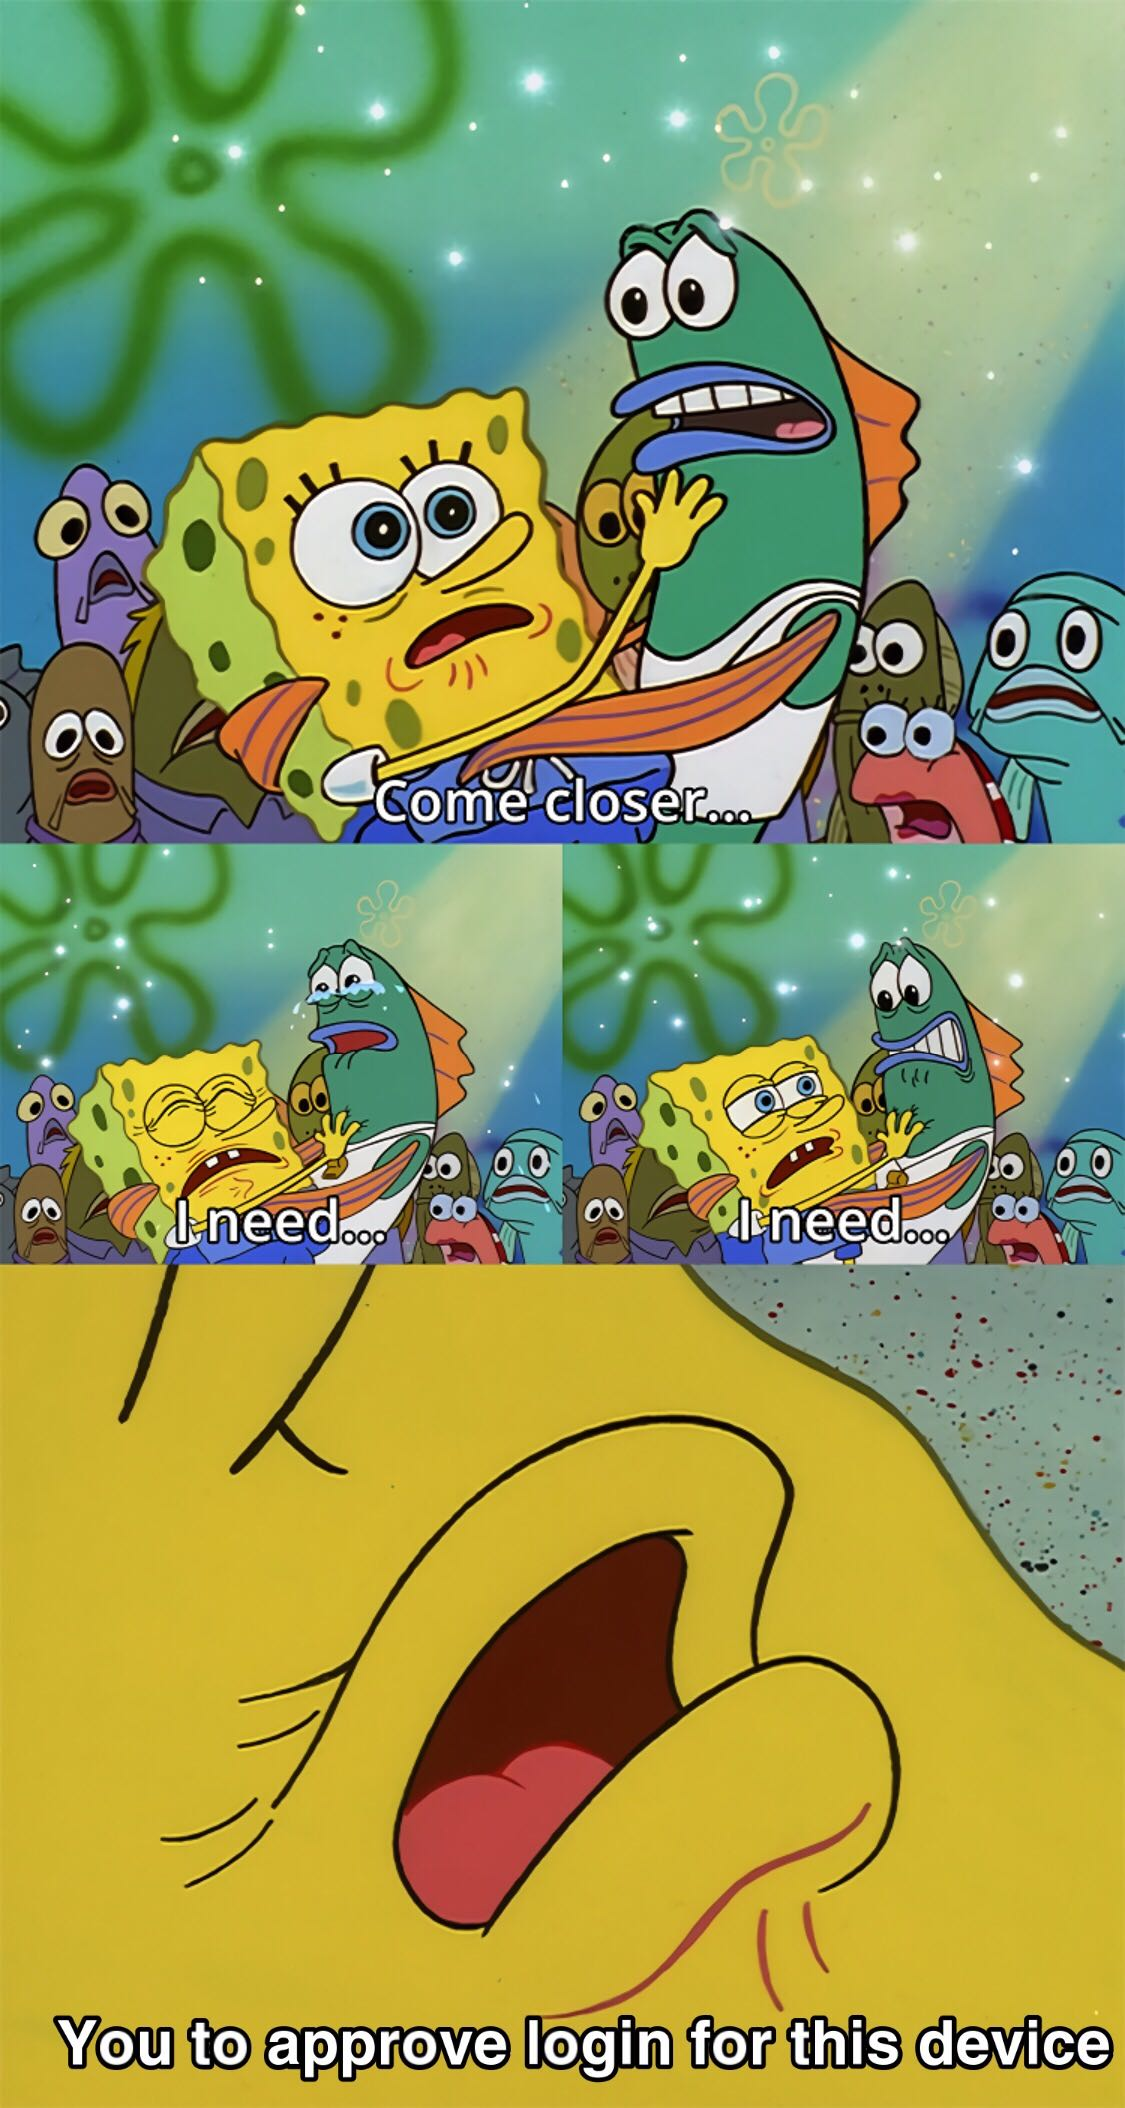 Come closer...
I need...
I need...
You to approve login for this device